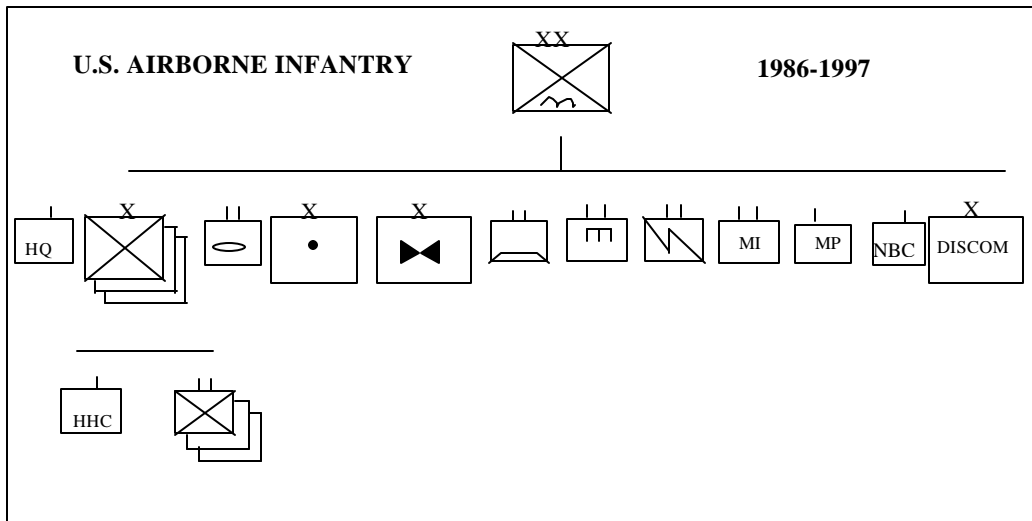 XX
U.S. AIRBORNE INFANTRY 1986-1997
X X X X
HQ MI MP NBC DISCOM
HHC